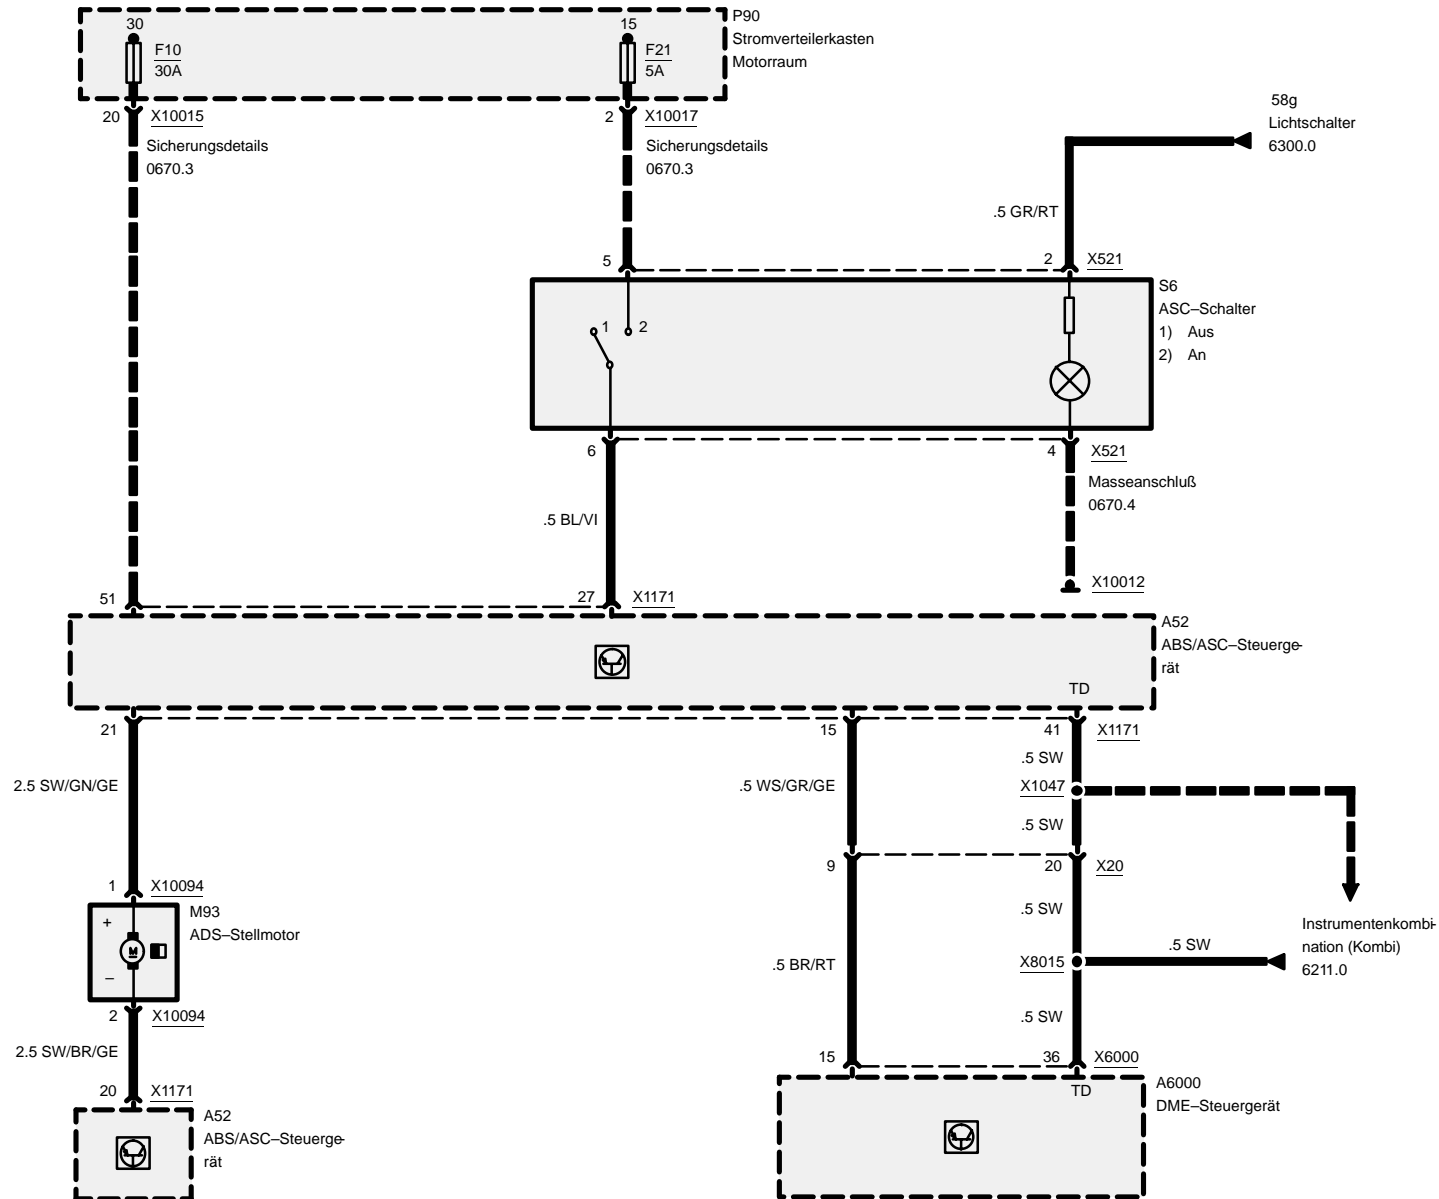 30
15
P90
Stromverteilerkasten
Motorraum
F10
30A
F21
5A
20
X10015
2
X10017
Sicherungsdetails
0670.3
Sicherungsdetails
0670.3
58g
Lichtschalter
6300.0
.5 GR/RT
5
2
X521
S6
ASC–Schalter
1) Aus
2) An
1
2
6
4
X521
Masseanschluß
0670.4
.5 BL/VI
X10012
51
27
X1171
A52
ABS/ASC–Steuerge-
rät
TD
21
15
41
X1171
.5 SW
2.5 SW/GN/GE
.5 WS/GR/GE
X1047
.5 SW
9
20
X20
1
X10094
M93
ADS–Stellmotor
+
M
–
.5 SW
Instrumentenkombi-
nation (Kombi)
6211.0
.5 SW
.5 BR/RT
X8015
2
X10094
.5 SW
2.5 SW/BR/GE
15
36
X6000
20
X1171
TD
A6000
DME–Steuergerät
A52
ABS/ASC–Steuerge-
rät